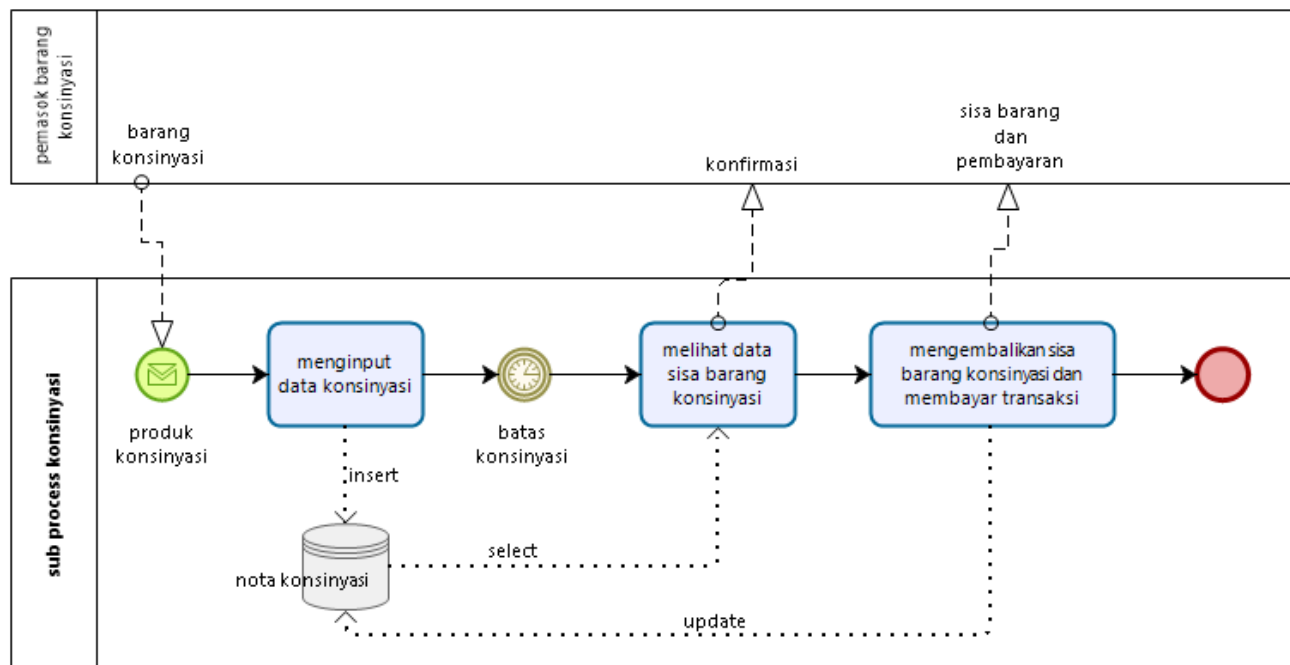 pemasok barang
konsinyasi
barang
konsinyasi
konfirmasi
sisa barang
dan
pembayaran
sub process konsinyasi
produk
konsinyasi
menginput
data konsinyasi
batas
konsinyasi
melihat data
sisa barang
konsinyasi
mengembalikan sisa
barang konsinyasi dan
membayar transaksi
insert
nota konsinyasi
select
update